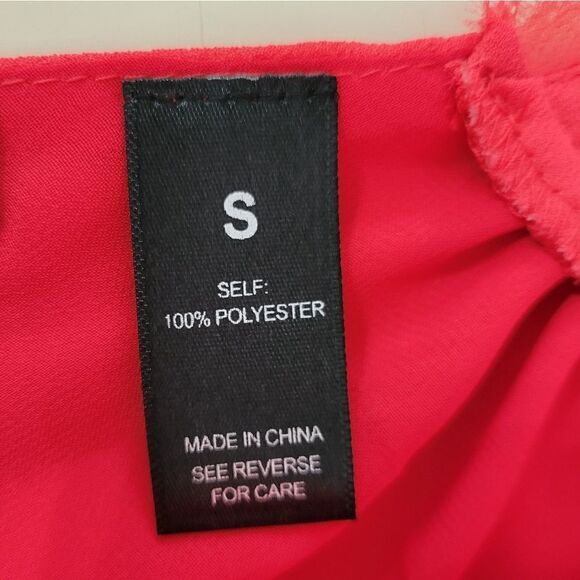 S
SELF:
100% POLYESTER
MADE IN CHINA
SEE REVERSE
FOR CARE